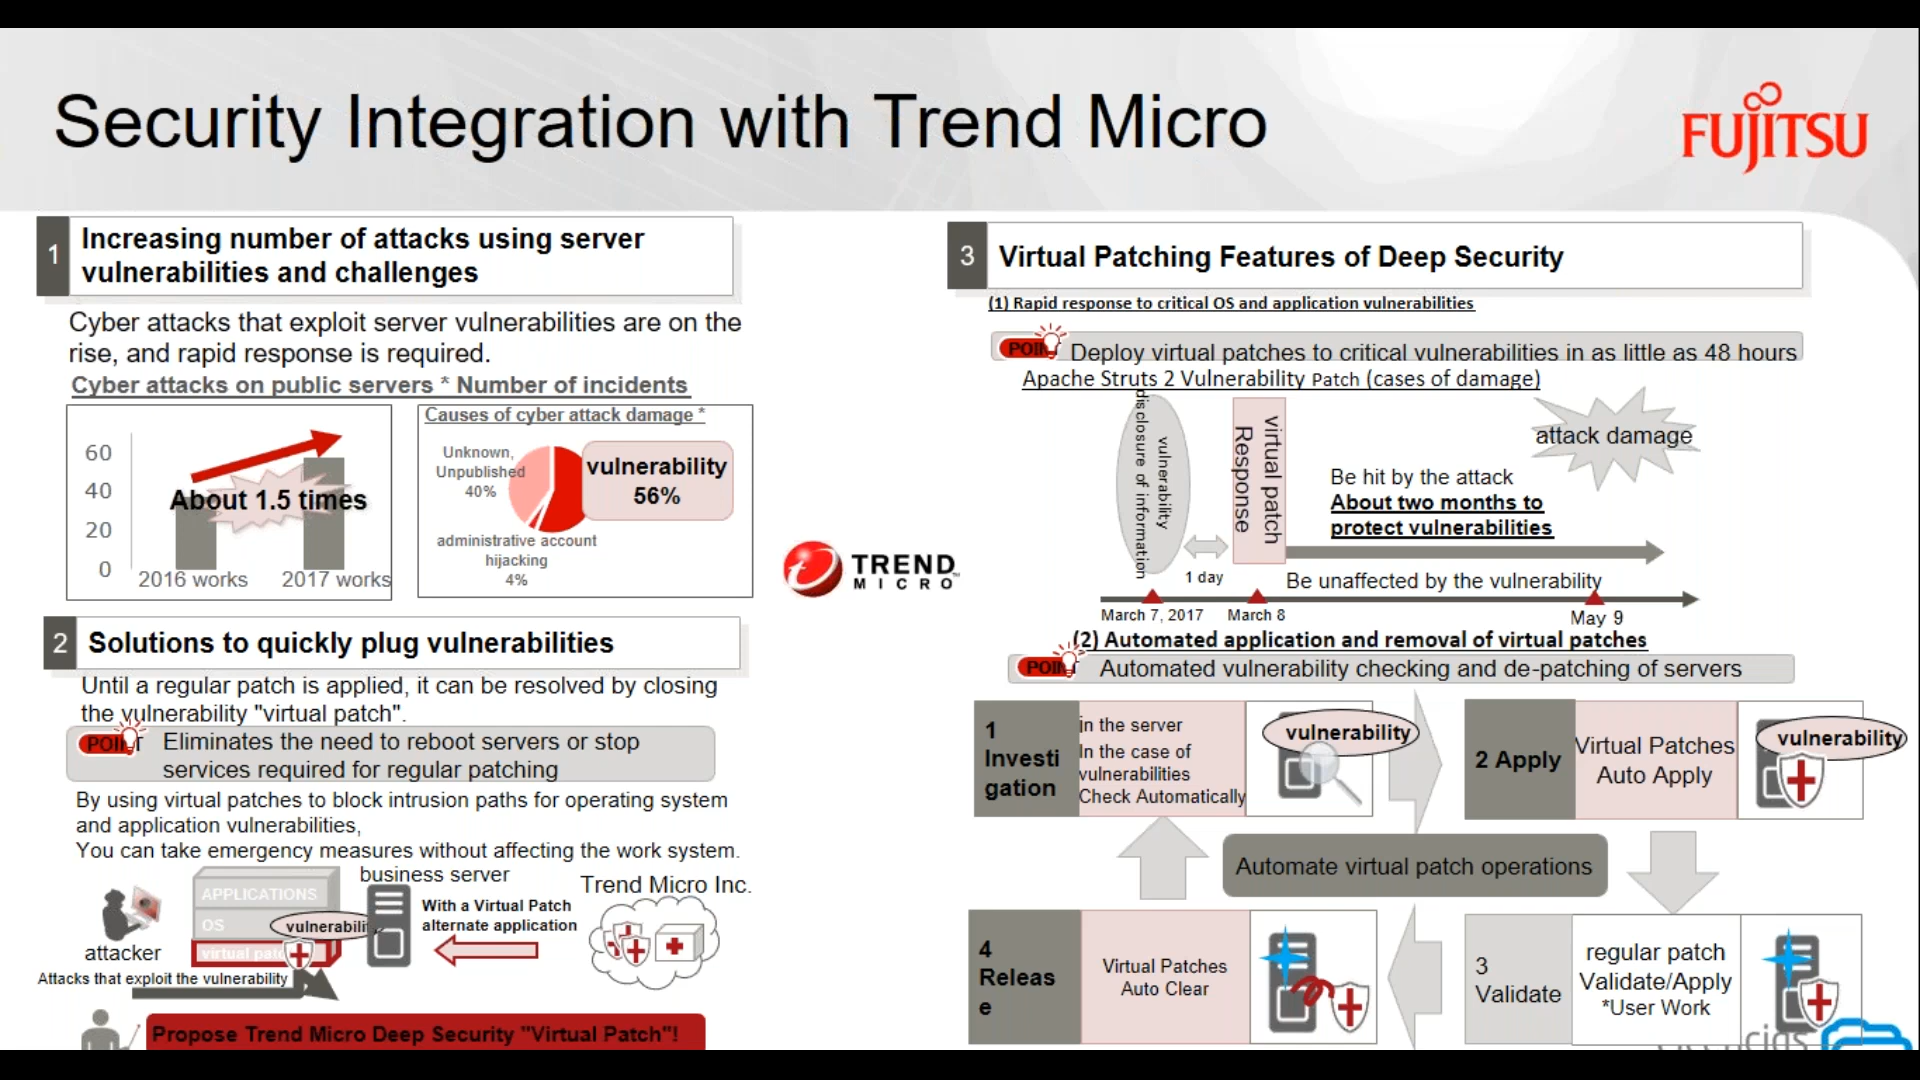 Security Integration with Trend Micro
FUJITSU
1
Increasing number of attacks using server
vulnerabilities and challenges
Cyber attacks that exploit server vulnerabilities are on the
rise, and rapid response is required.
Cyber attacks on public servers * Number of incidents
60
40
20
0
About 1.5 times
2016 works
2017 works
Causes of cyber attack damage *
Unknown,
Unpublished
40%
vulnerability
56%
administrative account
hijacking
4%
TREND
MICRO
2
Solutions to quickly plug vulnerabilities
Until a regular patch is applied, it can be resolved by closing
the vulnerability "virtual patch".
POINT
Eliminates the need to reboot servers or stop
services required for regular patching
By using virtual patches to block intrusion paths for operating system
and application vulnerabilities,
You can take emergency measures without affecting the work system.
business server
Trend Micro Inc.
APPLICATIONS
OS
vulnerabili
virtual pat
With a Virtual Patch
alternate application
attacker
Attacks that exploit the vulnerability
Propose Trend Micro Deep Security "Virtual Patch"!
3
Virtual Patching Features of Deep Security
(1) Rapid response to critical OS and application vulnerabilities
POINT
Deploy virtual patches to critical vulnerabilities in as little as 48 hours
Apache Struts 2 Vulnerability Patch (cases of damage)
vulnerability
disclosure of information
virtual patch
Response
attack damage
Be hit by the attack
About two months to
protect vulnerabilities
1 day
Be unaffected by the vulnerability
March 7, 2017
March 8
May 9
(2) Automated application and removal of virtual patches
POINT
Automated vulnerability checking and de-patching of servers
1
Investi
gation
in the server
In the case of
vulnerabilities
Check Automatically
vulnerability
2 Apply
Virtual Patches
Auto Apply
vulnerability
Automate virtual patch operations
4
Releas
e
Virtual Patches
Auto Clear
3
Validate
regular patch
Validate/Apply
*User Work